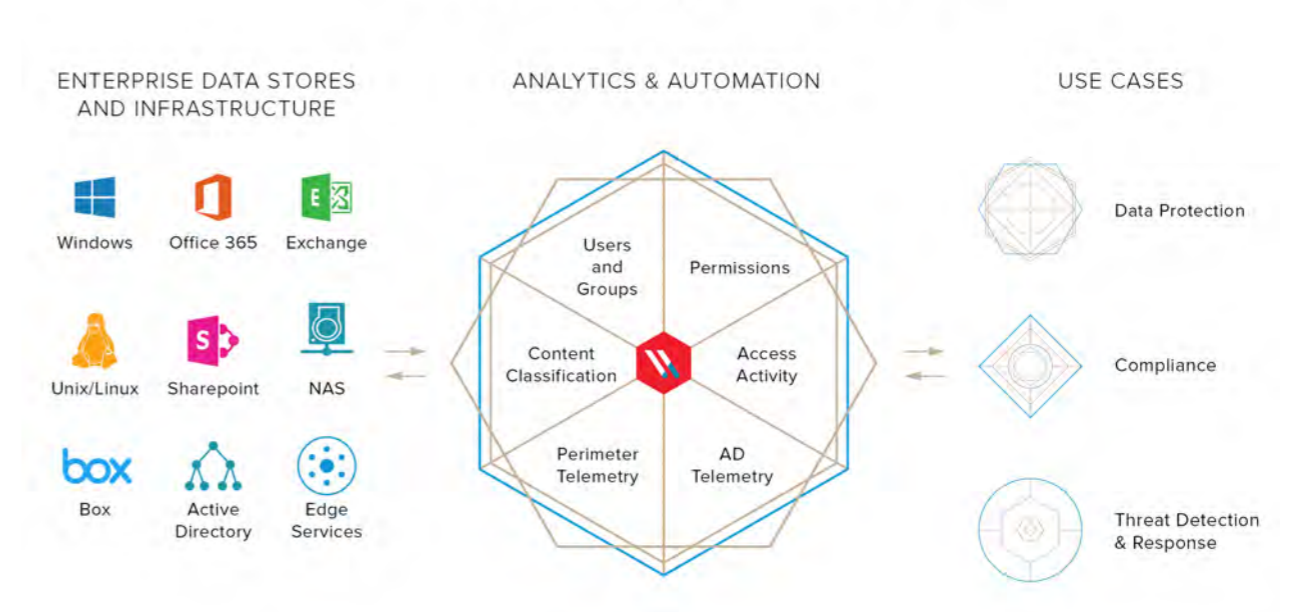 ENTERPRISE DATA STORES
AND INFRASTRUCTURE
Windows
Office 365
E
Exchange
Unix/Linux
S
Sharepoint
NAS
box
Box
Active
Directory
Edge
Services
ANALYTICS & AUTOMATION
Users
and
Groups
Permissions
Content
Classification
Access
Activity
Perimeter
Telemetry
AD
Telemetry
USE CASES
Data Protection
Compliance
Threat Detection
& Response